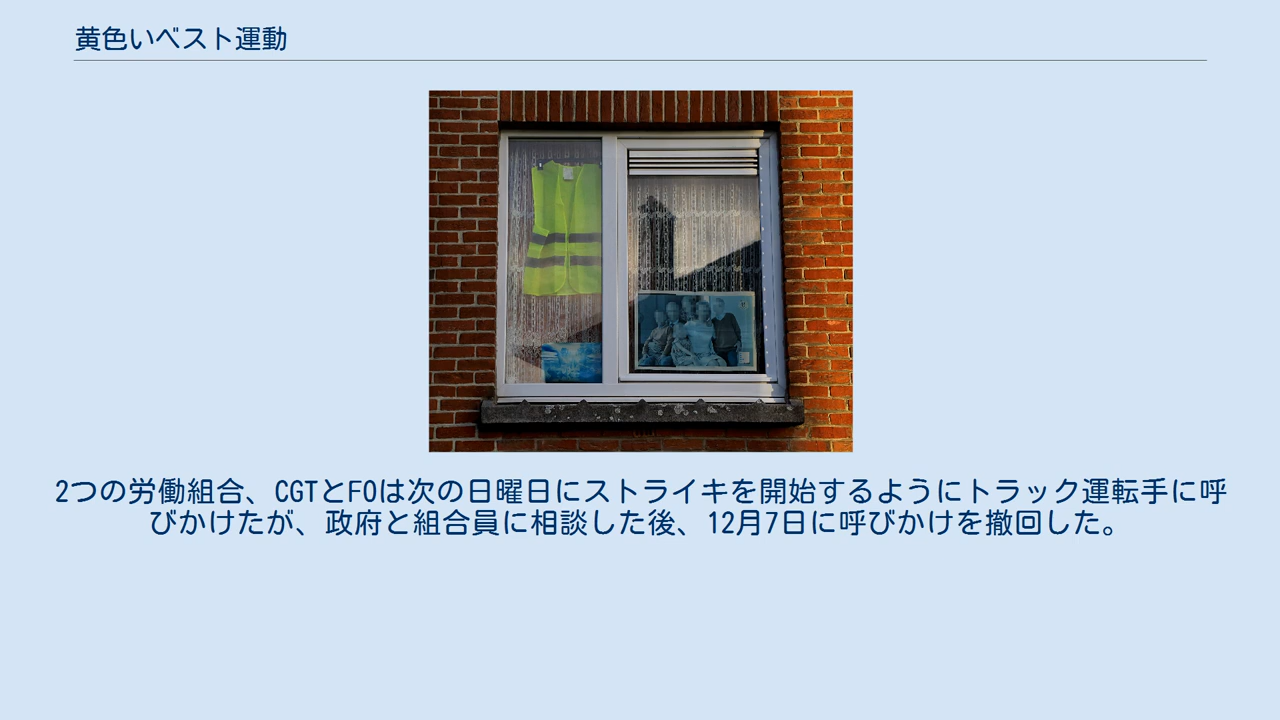 黄色いベスト運動
2つの労働組合、CGTとFOは次の日曜日にストライキを開始するようにトラック運転手に呼
びかけたが、政府と組合員に相談した後、12月7日に呼びかけを撤回した。